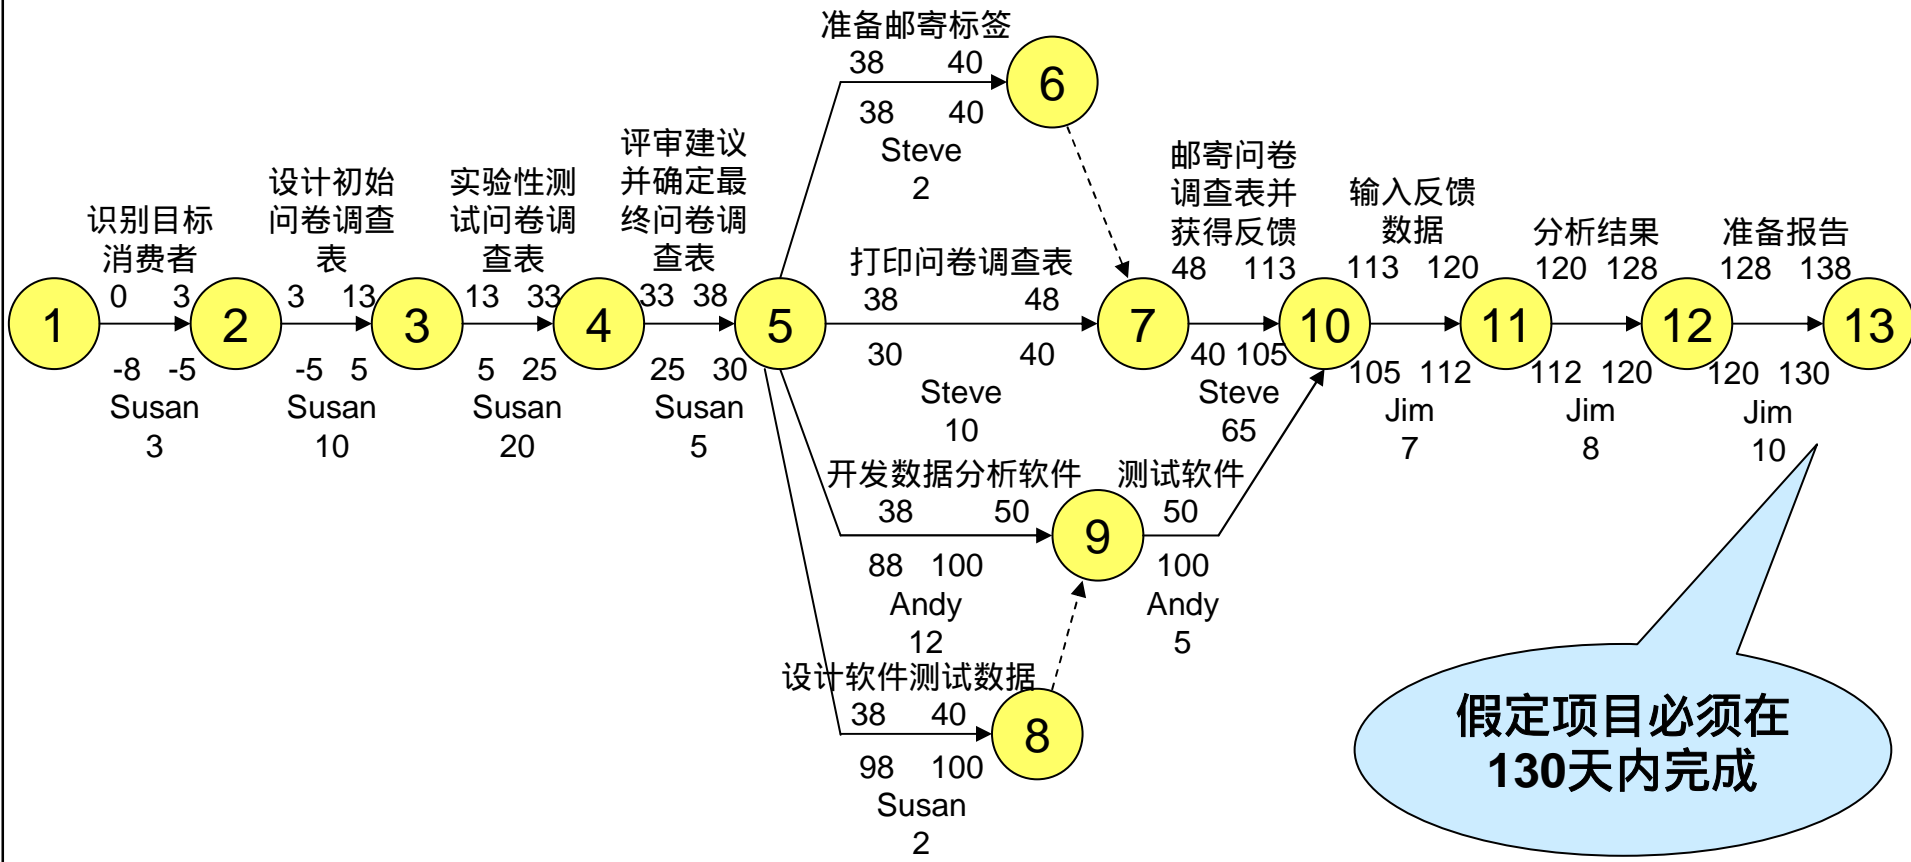 准备邮寄标签
38 40
6
38 40
Steve
2
识别目标
消费者
0 3
-8 -5
Susan
3
设计初始
问卷调查
表
3 13
-5 5
Susan
10
实验性测
试问卷调
查表
13 33
5 25
Susan
20
评审建议
并确定最
终问卷调
查表
33 38
25 30
Susan
5
1
2
3
4
5
打印问卷调查表
38 48
30 40
Steve
10
7
邮寄问卷
调查表并
获得反馈
48 113
40 105
Steve
65
10
输入反馈
数据
113 120
105 112
Jim
7
11
分析结果
120 128
112 120
Jim
8
12
准备报告
128 138
120 130
Jim
10
13
开发数据分析软件
38 50
88 100
Andy
12
9
测试软件
50
100
Andy
5
设计软件测试数据
38 40
98 100
Susan
2
8
假定项目必须在
130天内完成